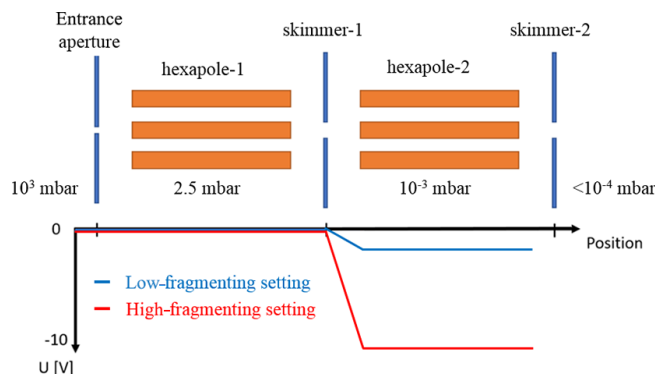 Entrance
aperture
skimmer-1
skimmer-2
hexapole-1
hexapole-2
10³ mbar
2.5 mbar
10⁻³ mbar
<10⁻⁴ mbar
0
Position
Low-fragmenting setting
High-fragmenting setting
-10
U [V]